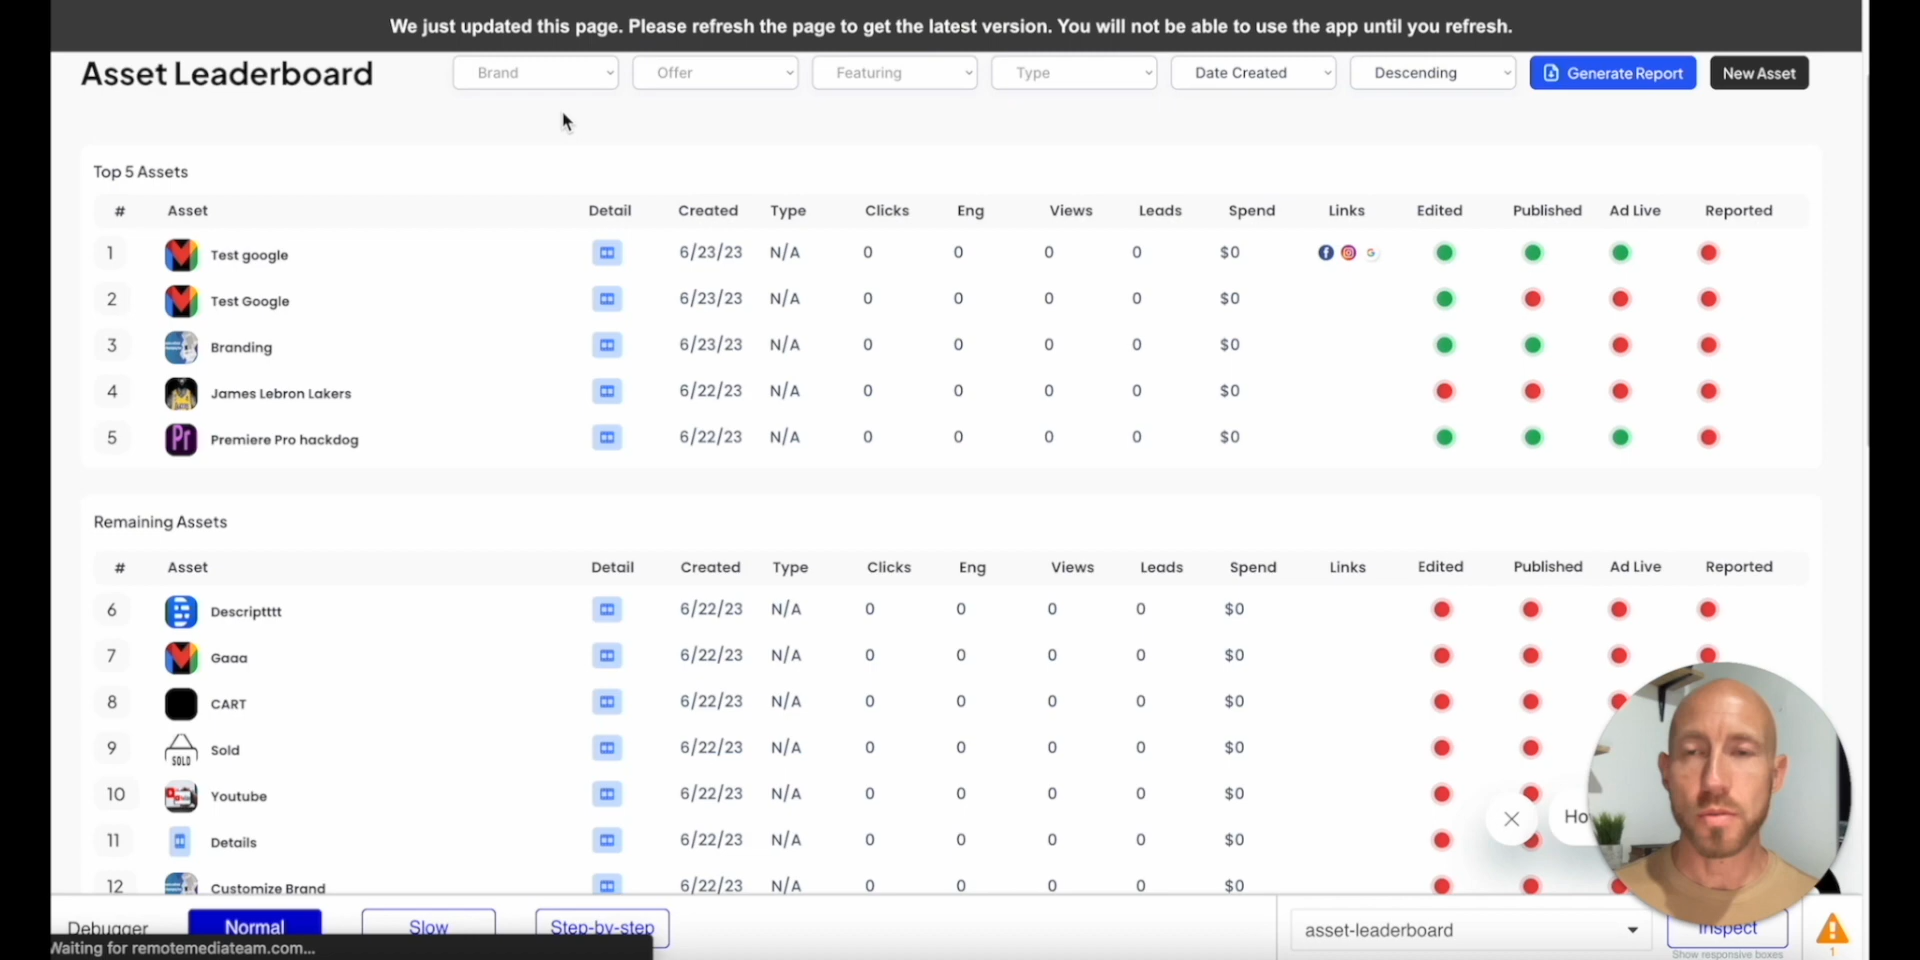 We just updated this page. Please refresh the page to get the latest version. You will not be able to use the app until you refresh.
Asset Leaderboard Brand Offer Featuring Type Date Created Descending Generate Report New Asset
Top 5 Assets
# Asset Detail Created Type Clicks Eng Views Leads Spend Links Edited Published Ad Live Reported
1 Test google 6/23/23 N/A 0 0 0 0 $0
2 Test Google 6/23/23 N/A 0 0 0 0 $0
3 Branding 6/23/23 N/A 0 0 0 0 $0
4 James Lebron Lakers 6/22/23 N/A 0 0 0 0 $0
5 Pr Premiere Pro hackdog 6/22/23 N/A 0 0 0 0 $0
Remaining Assets
# Asset Detail Created Type Clicks Eng Views Leads Spend Links Edited Published Ad Live Reported
6 Descriptttt 6/22/23 N/A 0 0 0 0 $0
7 Gaaa 6/22/23 N/A 0 0 0 0 $0
8 CART 6/22/23 N/A 0 0 0 0 $0
9 SOLD Sold 6/22/23 N/A 0 0 0 0 $0
10 Youtube 6/22/23 N/A 0 0 0 0 $0
11 Details 6/22/23 N/A 0 0 0 0 $0
Ho
12 Customize Brand 6/22/23 N/A 0 0 0 0 $0
Debugger Normal Slow Step-by-step asset-leaderboard Inspect
Waiting for remotemediateam.com...
Show responsive boxes
1